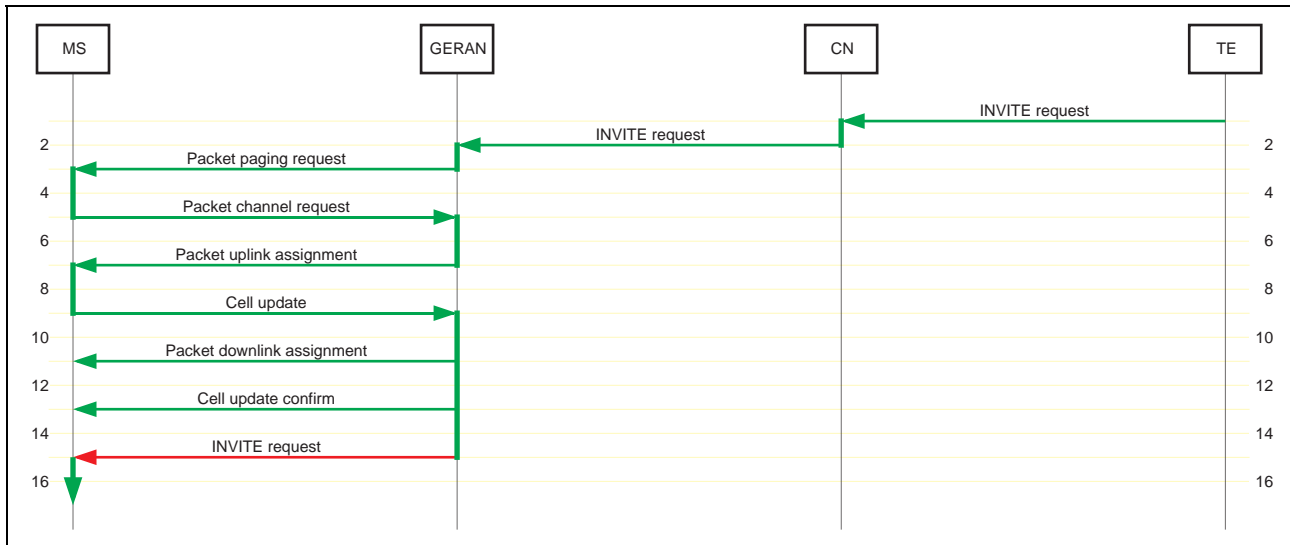 MS GERAN CN TE
INVITE request
INVITE request
2 2
Packet paging request
4 4
Packet channel request
6 6
Packet uplink assignment
8 8
Cell update
10 10
Packet downlink assignment
12 12
Cell update confirm
14 14
INVITE request
16 16